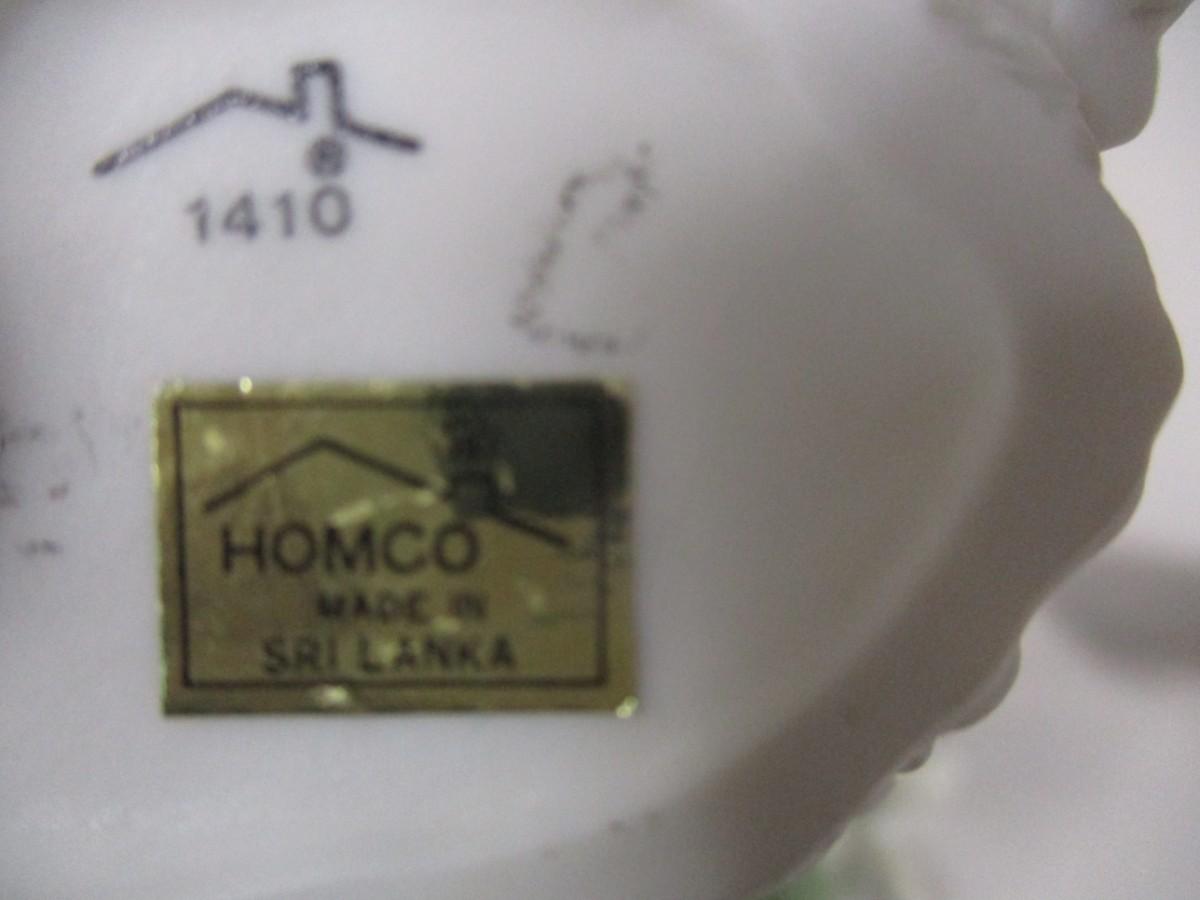 ®
1410
HOMCO
MADE IN
SRI LANKA